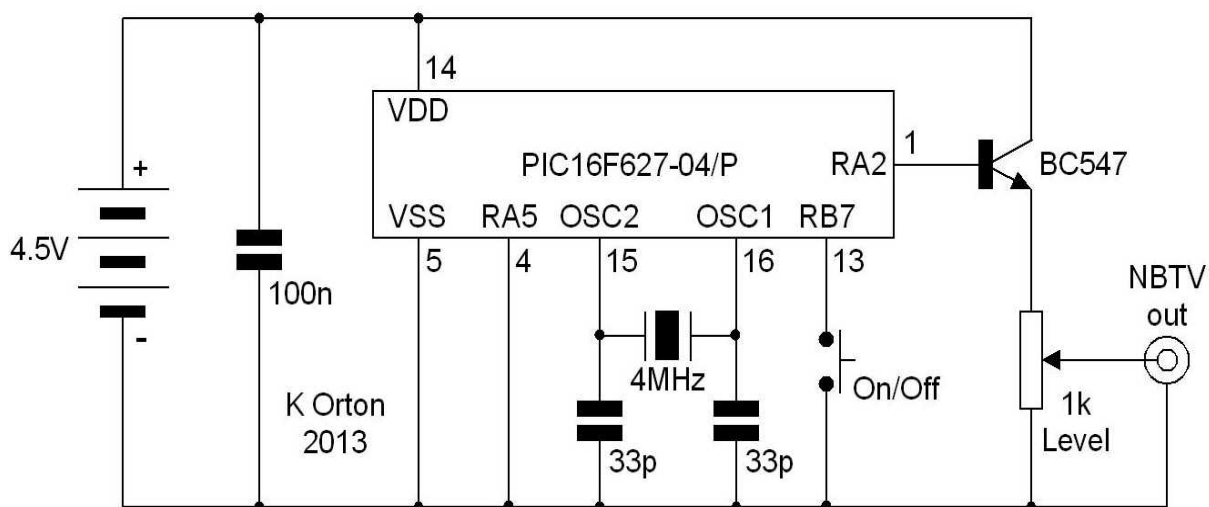 14
VDD
PIC16F627-04/P
RA2
1
BC547
VSS
RA5
OSC2
OSC1
RB7
5
4
15
16
13
+
4.5V
-
100n
4MHz
On/Off
NBTV
out
K Orton
2013
33p
33p
1k
Level